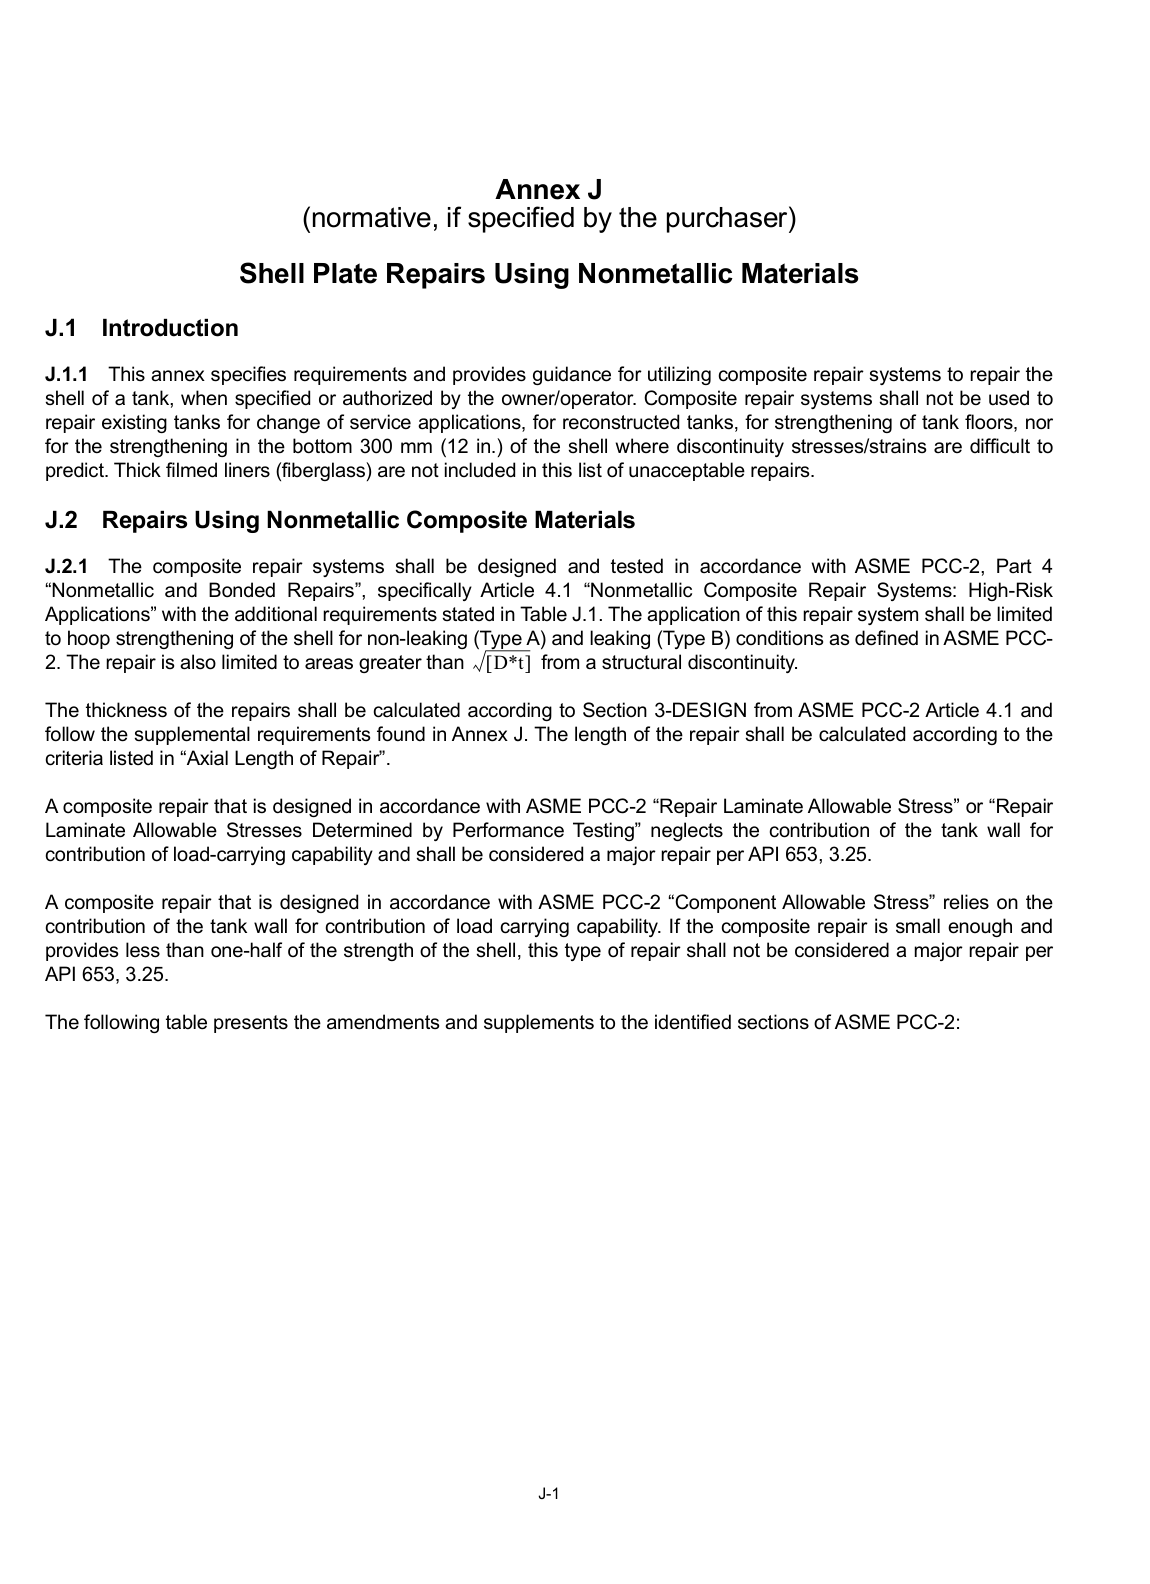 Annex J
(normative, if specified by the purchaser)
Shell Plate Repairs Using Nonmetallic Materials
J.1 Introduction
J.1.1 This annex specifies requirements and provides guidance for utilizing composite repair systems to repair the
shell of a tank, when specified or authorized by the owner/operator. Composite repair systems shall not be used to
repair existing tanks for change of service applications, for reconstructed tanks, for strengthening of tank floors, nor
for the strengthening in the bottom 300 mm (12 in.) of the shell where discontinuity stresses/strains are difficult to
predict. Thick filmed liners (fiberglass) are not included in this list of unacceptable repairs.
J.2 Repairs Using Nonmetallic Composite Materials
J.2.1 The composite repair systems shall be designed and tested in accordance with ASME PCC-2, Part 4
“Nonmetallic and Bonded Repairs”, specifically Article 4.1 “Nonmetallic Composite Repair Systems: High-Risk
Applications” with the additional requirements stated in Table J.1. The application of this repair system shall be limited
to hoop strengthening of the shell for non-leaking (Type A) and leaking (Type B) conditions as defined in ASME PCC-
2. The repair is also limited to areas greater than √[D*t] from a structural discontinuity.
The thickness of the repairs shall be calculated according to Section 3-DESIGN from ASME PCC-2 Article 4.1 and
follow the supplemental requirements found in Annex J. The length of the repair shall be calculated according to the
criteria listed in “Axial Length of Repair”.
A composite repair that is designed in accordance with ASME PCC-2 “Repair Laminate Allowable Stress” or “Repair
Laminate Allowable Stresses Determined by Performance Testing” neglects the contribution of the tank wall for
contribution of load-carrying capability and shall be considered a major repair per API 653, 3.25.
A composite repair that is designed in accordance with ASME PCC-2 “Component Allowable Stress” relies on the
contribution of the tank wall for contribution of load carrying capability. If the composite repair is small enough and
provides less than one-half of the strength of the shell, this type of repair shall not be considered a major repair per
API 653, 3.25.
The following table presents the amendments and supplements to the identified sections of ASME PCC-2:
J-1